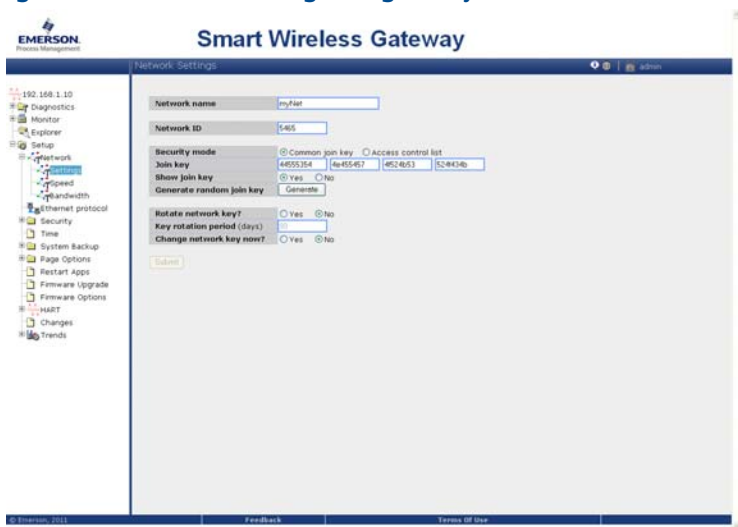 EMERSON.
Process Management
Smart Wireless Gateway
Network Settings
admin
192.168.1.10
Diagnostics
Monitor
Explorer
Setup
Network
Settings
Speed
Bandwidth
Ethernet protocol
Security
Time
System Backup
Page Options
Restart Apps
Firmware Upgrade
Firmware Options
HART
Changes
Trends
Network name myNet
Network ID 5465
Security mode Common join key Access control list
Join key 44555354 4e455457 4f524b53
Show join key Yes No
Generate random join key Generate
Rotate network key? Yes No
Key rotation period (days)
Change network key now? Yes No
Submit
© Emerson, 2011 Feedback Terms Of Use